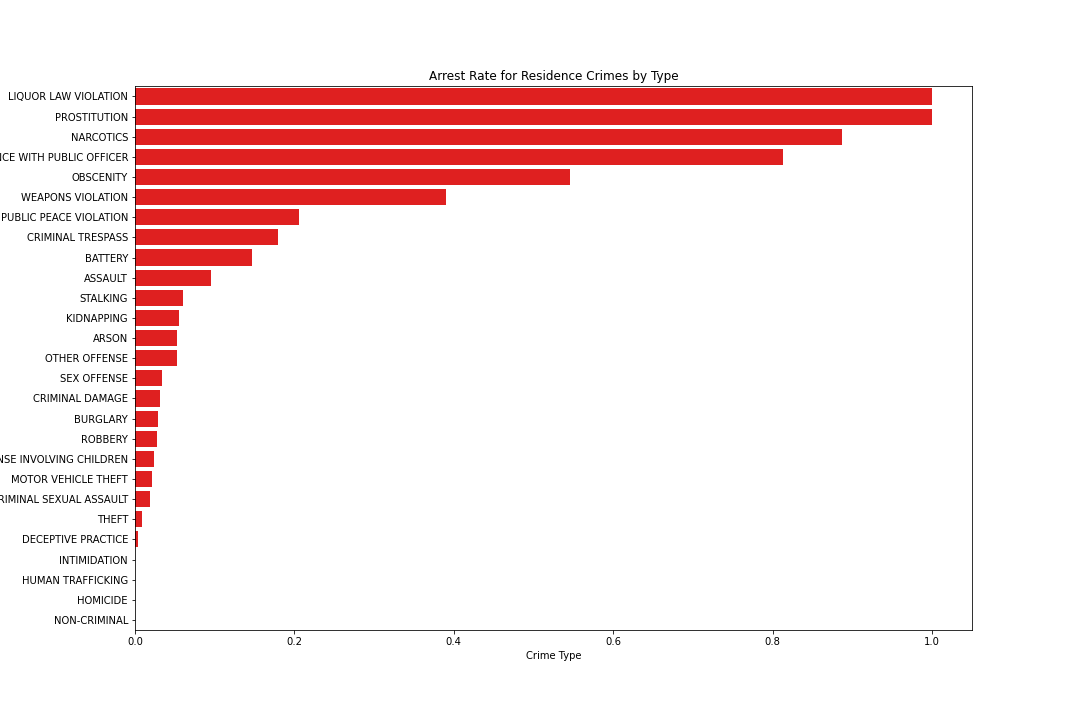 Arrest Rate for Residence Crimes by Type
LIQUOR LAW VIOLATION
PROSTITUTION
NARCOTICS
NCE WITH PUBLIC OFFICER
OBSCENITY
WEAPONS VIOLATION
PUBLIC PEACE VIOLATION
CRIMINAL TRESPASS
BATTERY
ASSAULT
STALKING
KIDNAPPING
ARSON
OTHER OFFENSE
SEX OFFENSE
CRIMINAL DAMAGE
BURGLARY
ROBBERY
NSE INVOLVING CHILDREN
MOTOR VEHICLE THEFT
RIMINAL SEXUAL ASSAULT
THEFT
DECEPTIVE PRACTICE
INTIMIDATION
HUMAN TRAFFICKING
HOMICIDE
NON-CRIMINAL
0.0 0.2 0.4 0.6 0.8 1.0
Crime Type